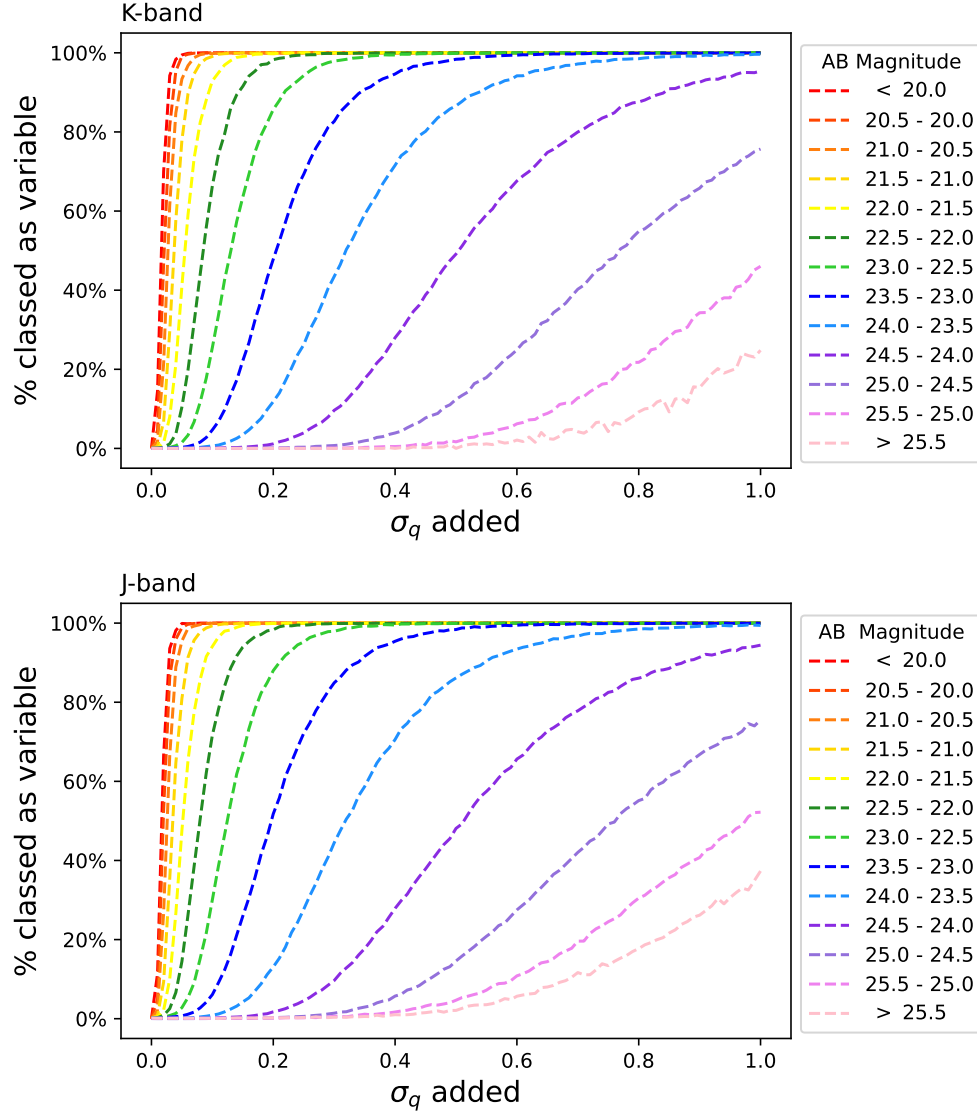 K-band
100%
80%
60%
40%
20%
0%
% classed as variable
0.0 0.2 0.4 0.6 0.8 1.0
σq added
AB Magnitude
< 20.0
20.5 - 20.0
21.0 - 20.5
21.5 - 21.0
22.0 - 21.5
22.5 - 22.0
23.0 - 22.5
23.5 - 23.0
24.0 - 23.5
24.5 - 24.0
25.0 - 24.5
25.5 - 25.0
> 25.5
J-band
100%
80%
60%
40%
20%
0%
% classed as variable
0.0 0.2 0.4 0.6 0.8 1.0
σq added
AB Magnitude
< 20.0
20.5 - 20.0
21.0 - 20.5
21.5 - 21.0
22.0 - 21.5
22.5 - 22.0
23.0 - 22.5
23.5 - 23.0
24.0 - 23.5
24.5 - 24.0
25.0 - 24.5
25.5 - 25.0
> 25.5